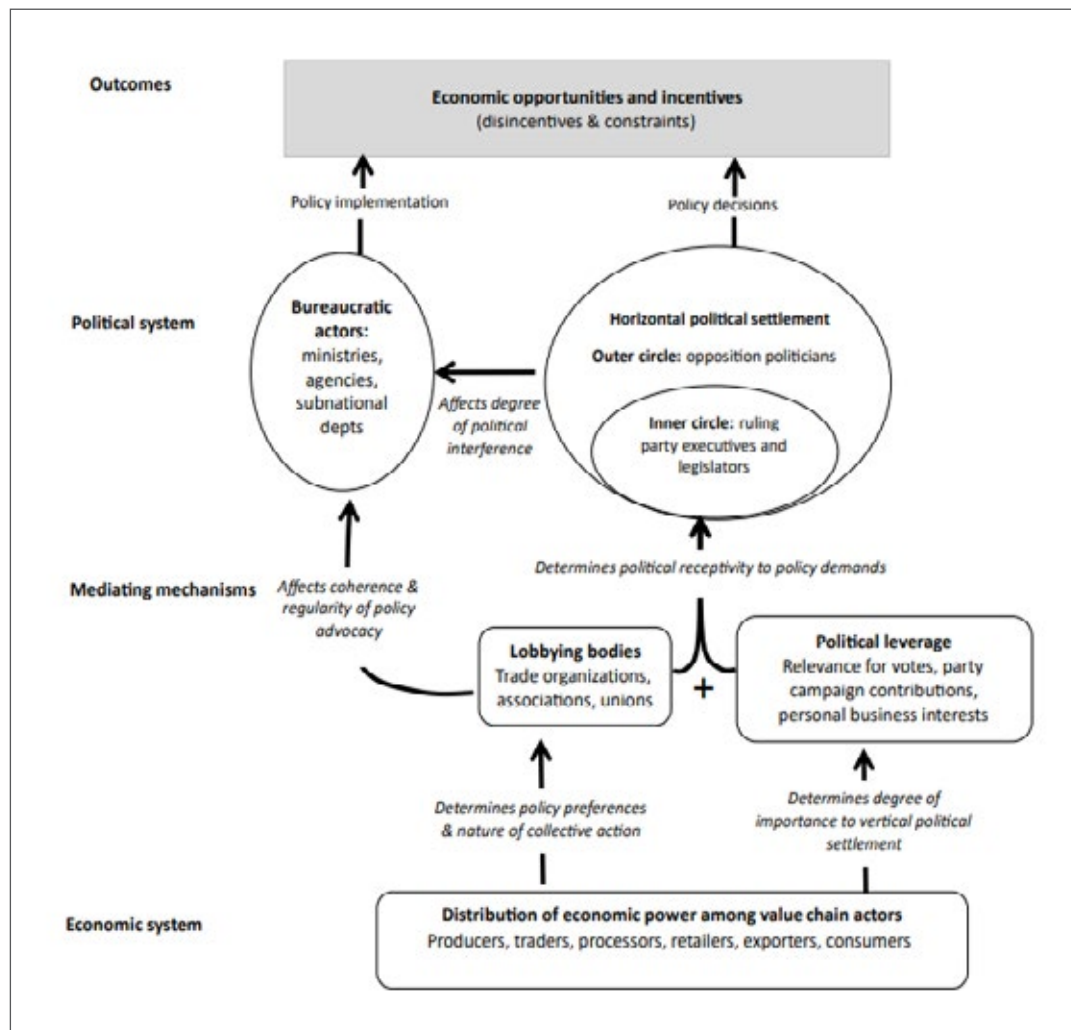 Outcomes
Economic opportunities and incentives
(disincentives & constraints)
Policy implementation
Policy decisions
Political system
Bureaucratic
actors:
ministries,
agencies,
subnational
depts
Horizontal political settlement
Outer circle: opposition politicians
Inner circle: ruling
party executives and
legislators
Affects degree
of political
interference
Mediating mechanisms
Affects coherence &
regularity of policy
advocacy
Determines political receptivity to policy demands
Lobbying bodies
Trade organizations,
associations, unions
+
Political leverage
Relevance for votes, party
campaign contributions,
personal business interests
Determines policy preferences
& nature of collective action
Determines degree of
importance to vertical political
settlement
Economic system
Distribution of economic power among value chain actors
Producers, traders, processors, retailers, exporters, consumers